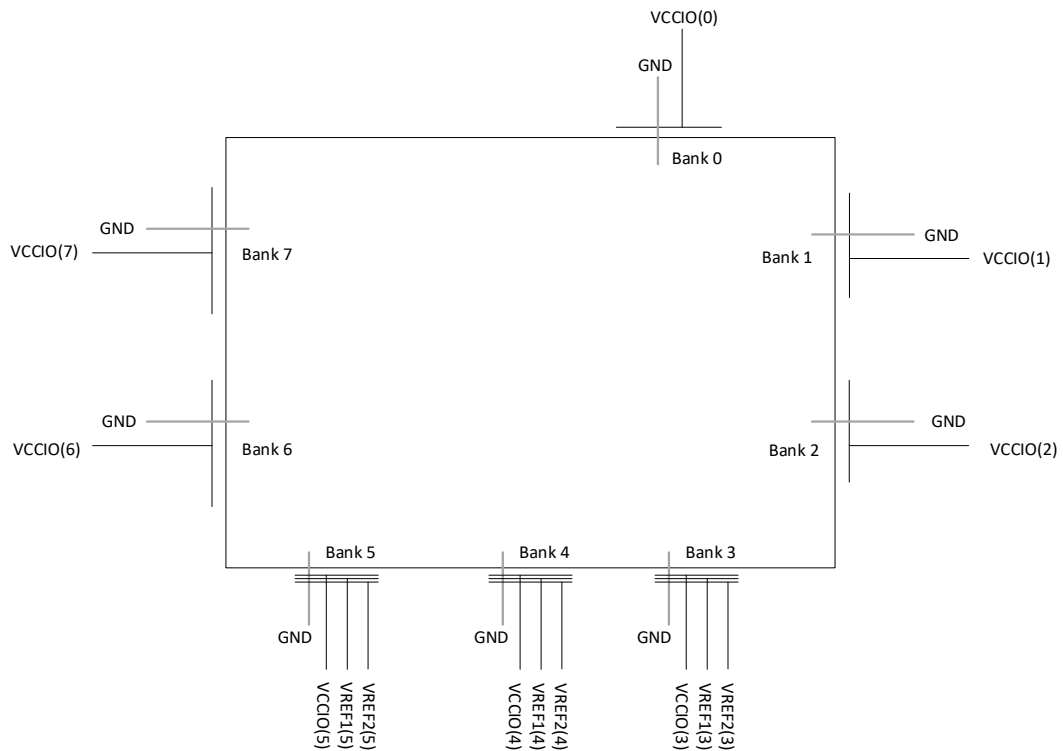 VCCIO(0)
GND
Bank 0
GND
VCCIO(7)
Bank 7
Bank 1
GND
VCCIO(1)
GND
VCCIO(6)
Bank 6
Bank 2
GND
VCCIO(2)
Bank 5
Bank 4
Bank 3
GND
GND
GND
VCCIO(5)
VREF1(5)
VREF2(5)
VCCIO(4)
VREF1(4)
VREF2(4)
VCCIO(3)
VREF1(3)
VREF2(3)